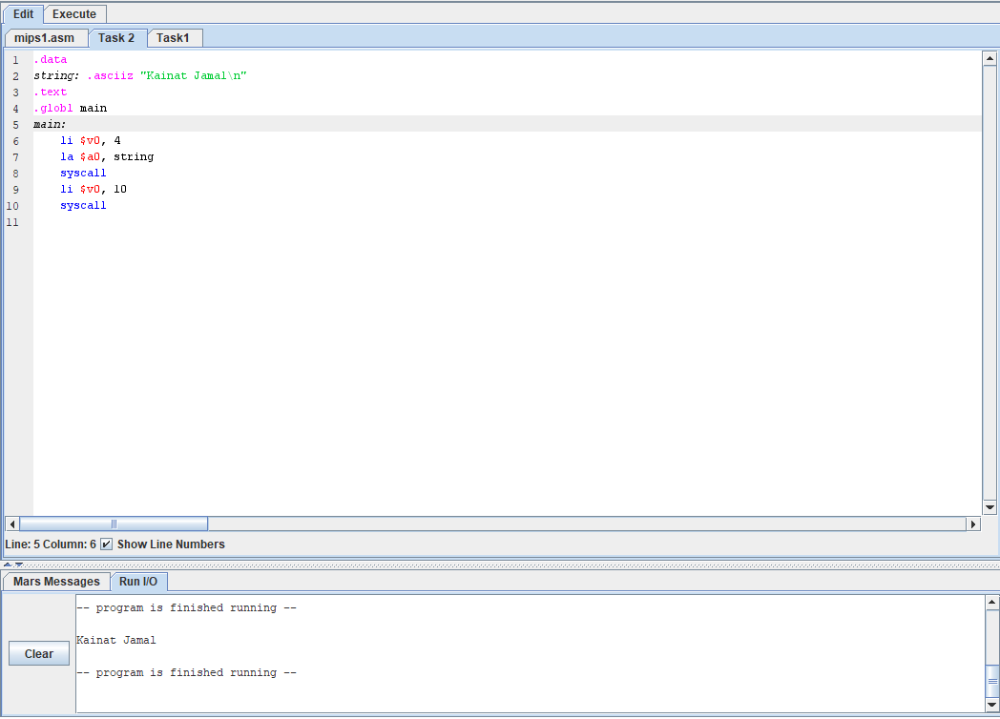 Edit Execute
mips1.asm Task 2 Task1
1 .data
2 string: .asciiz "Kainat Jamal\n"
3 .text
4 .globl main
5 main:
6 li $v0, 4
7 la $a0, string
8 syscall
9 li $v0, 10
10 syscall
11
Line: 5 Column: 6 Show Line Numbers
Mars Messages Run I/O
-- program is finished running --
Kainat Jamal
Clear
-- program is finished running --